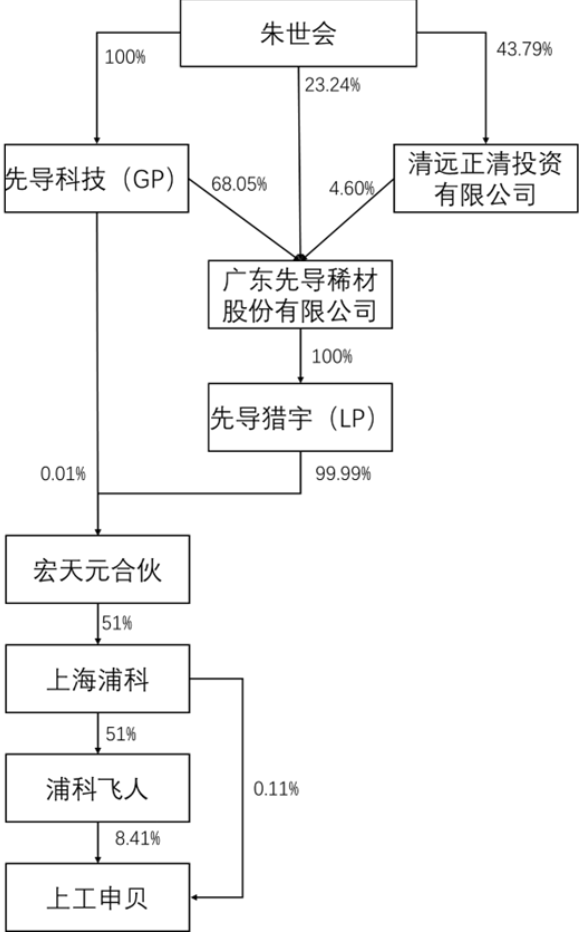 朱世会
100%
23.24%
43.79%
先导科技（GP）
68.05%
4.60%
清远正清投资
有限公司
广东先导稀材
股份有限公司
100%
先导猎宇（LP）
0.01%
99.99%
宏天元合伙
51%
上海浦科
51%
0.11%
浦科飞人
8.41%
上工申贝